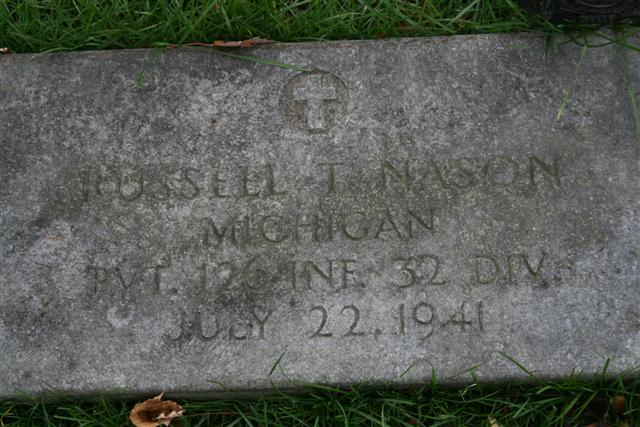 RUSSELL T. NASON
MICHIGAN
PVT. 126 INF. 32 DIV.
JULY 22, 1941